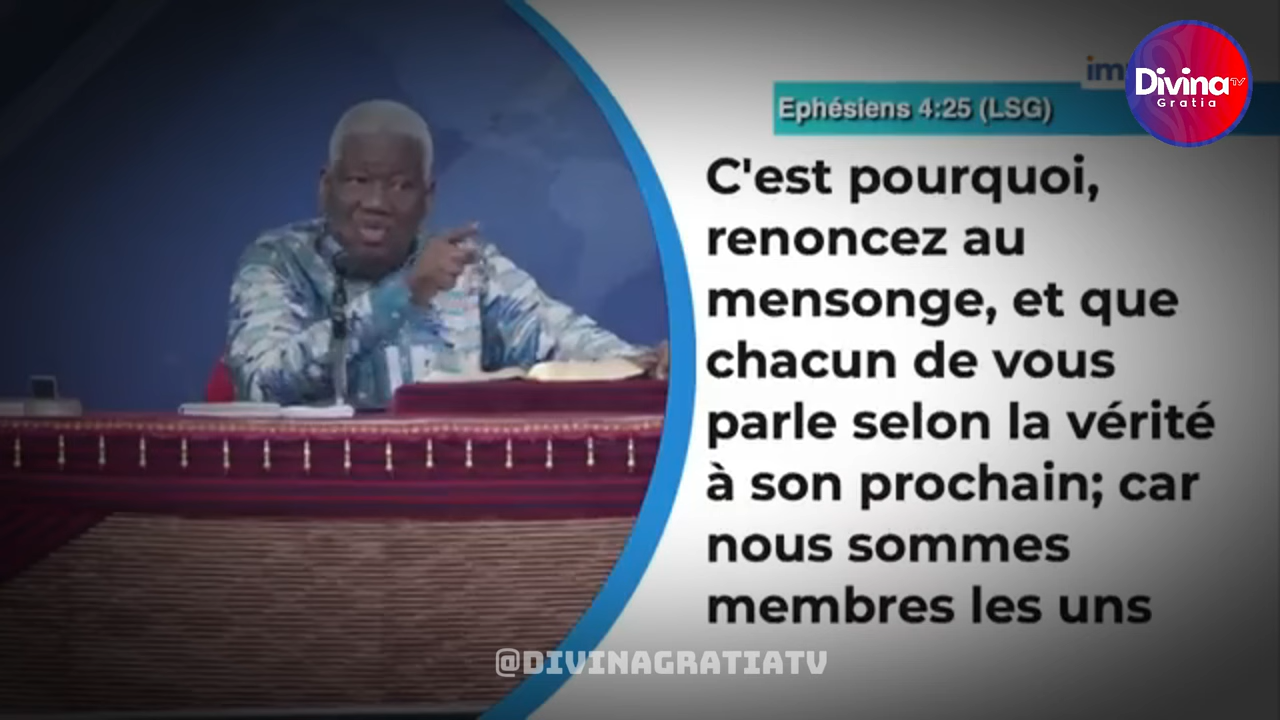 Divina TV
Gratia
Ephésiens 4:25 (LSG)
C'est pourquoi,
renoncez au
mensonge, et que
chacun de vous
parle selon la vérité
à son prochain; car
nous sommes
membres les uns
@DIVINAGRATIATV